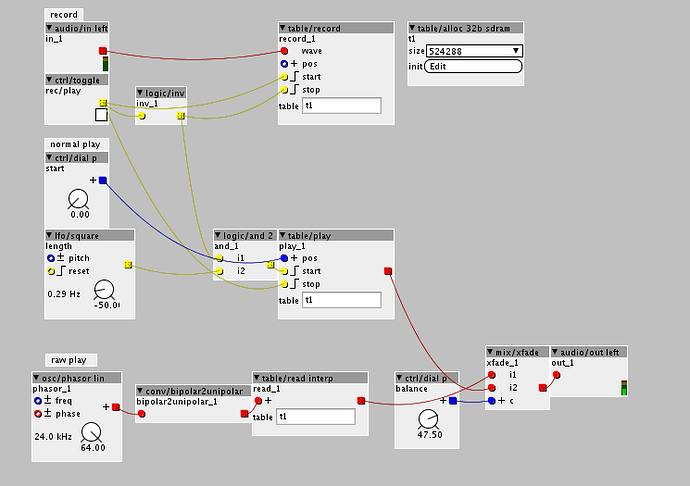 record
audio/in left
in_1
ctrl/toggle
rec/play
logic/inv
inv_1
table/record
record_1
wave
+ pos
start
stop
table t1
table/alloc 32b sdram
t1
size 524288
init Edit
normal play
ctrl/dial p
start
+
0.00
lfo/square
length
± pitch
reset
0.29 Hz
-50.0
logic/and 2
and_1
i1
i2
table/play
play_1
+ pos
start
stop
table t1
raw play
osc/phasor lin
phasor_1
± freq
± phase
+
24.0 kHz
64.00
conv/bipolar2unipolar
bipolar2unipolar_1
table/read interp
read_1
+
table t1
ctrl/dial p
balance
+
47.50
mix/xfade
xfade_1
i1
i2
+ c
audio/out left
out_1